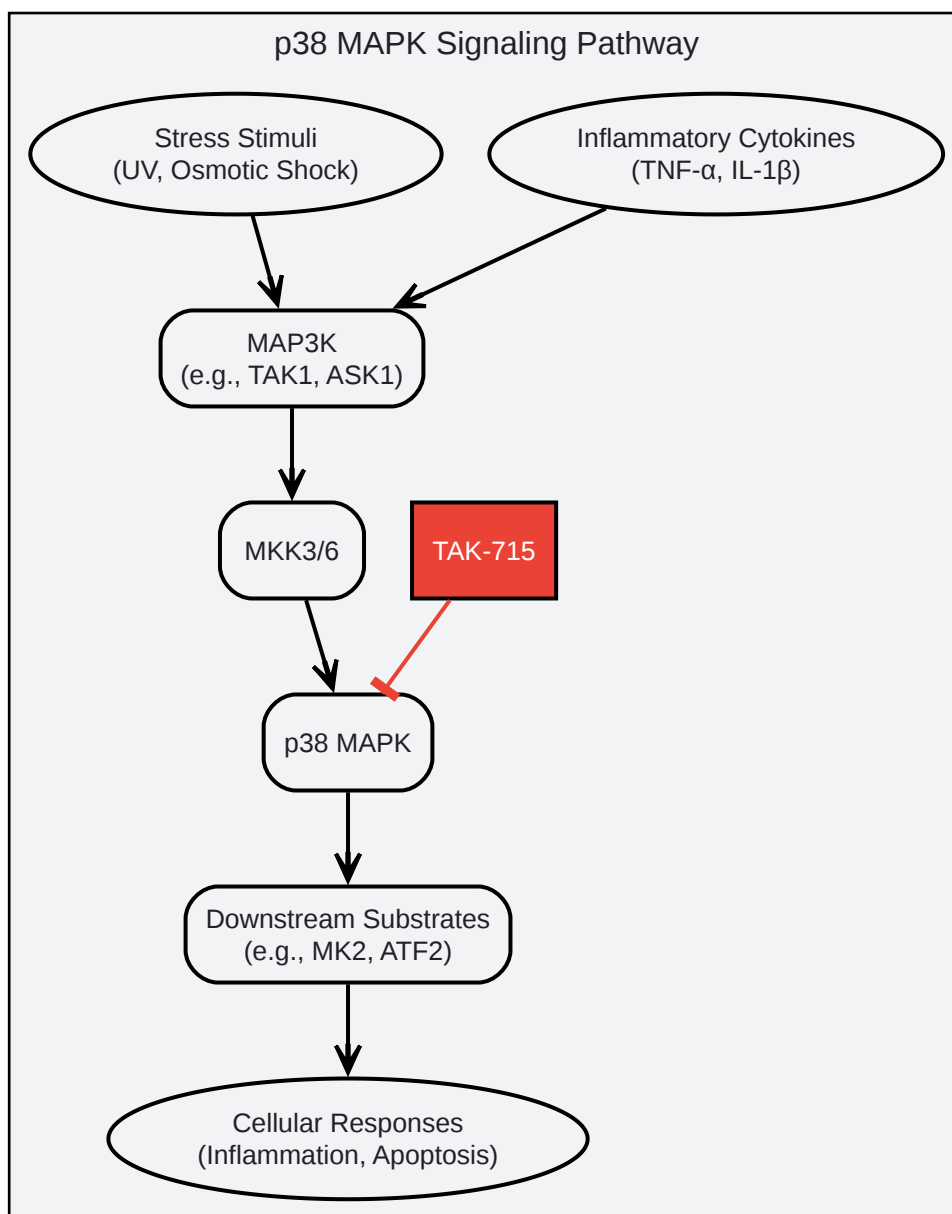 p38 MAPK Signaling Pathway
Stress Stimuli
(UV, Osmotic Shock)
Inflammatory Cytokines
(TNF-α, IL-1β)
MAP3K
(e.g., TAK1, ASK1)
MKK3/6
TAK-715
p38 MAPK
Downstream Substrates
(e.g., MK2, ATF2)
Cellular Responses
(Inflammation, Apoptosis)